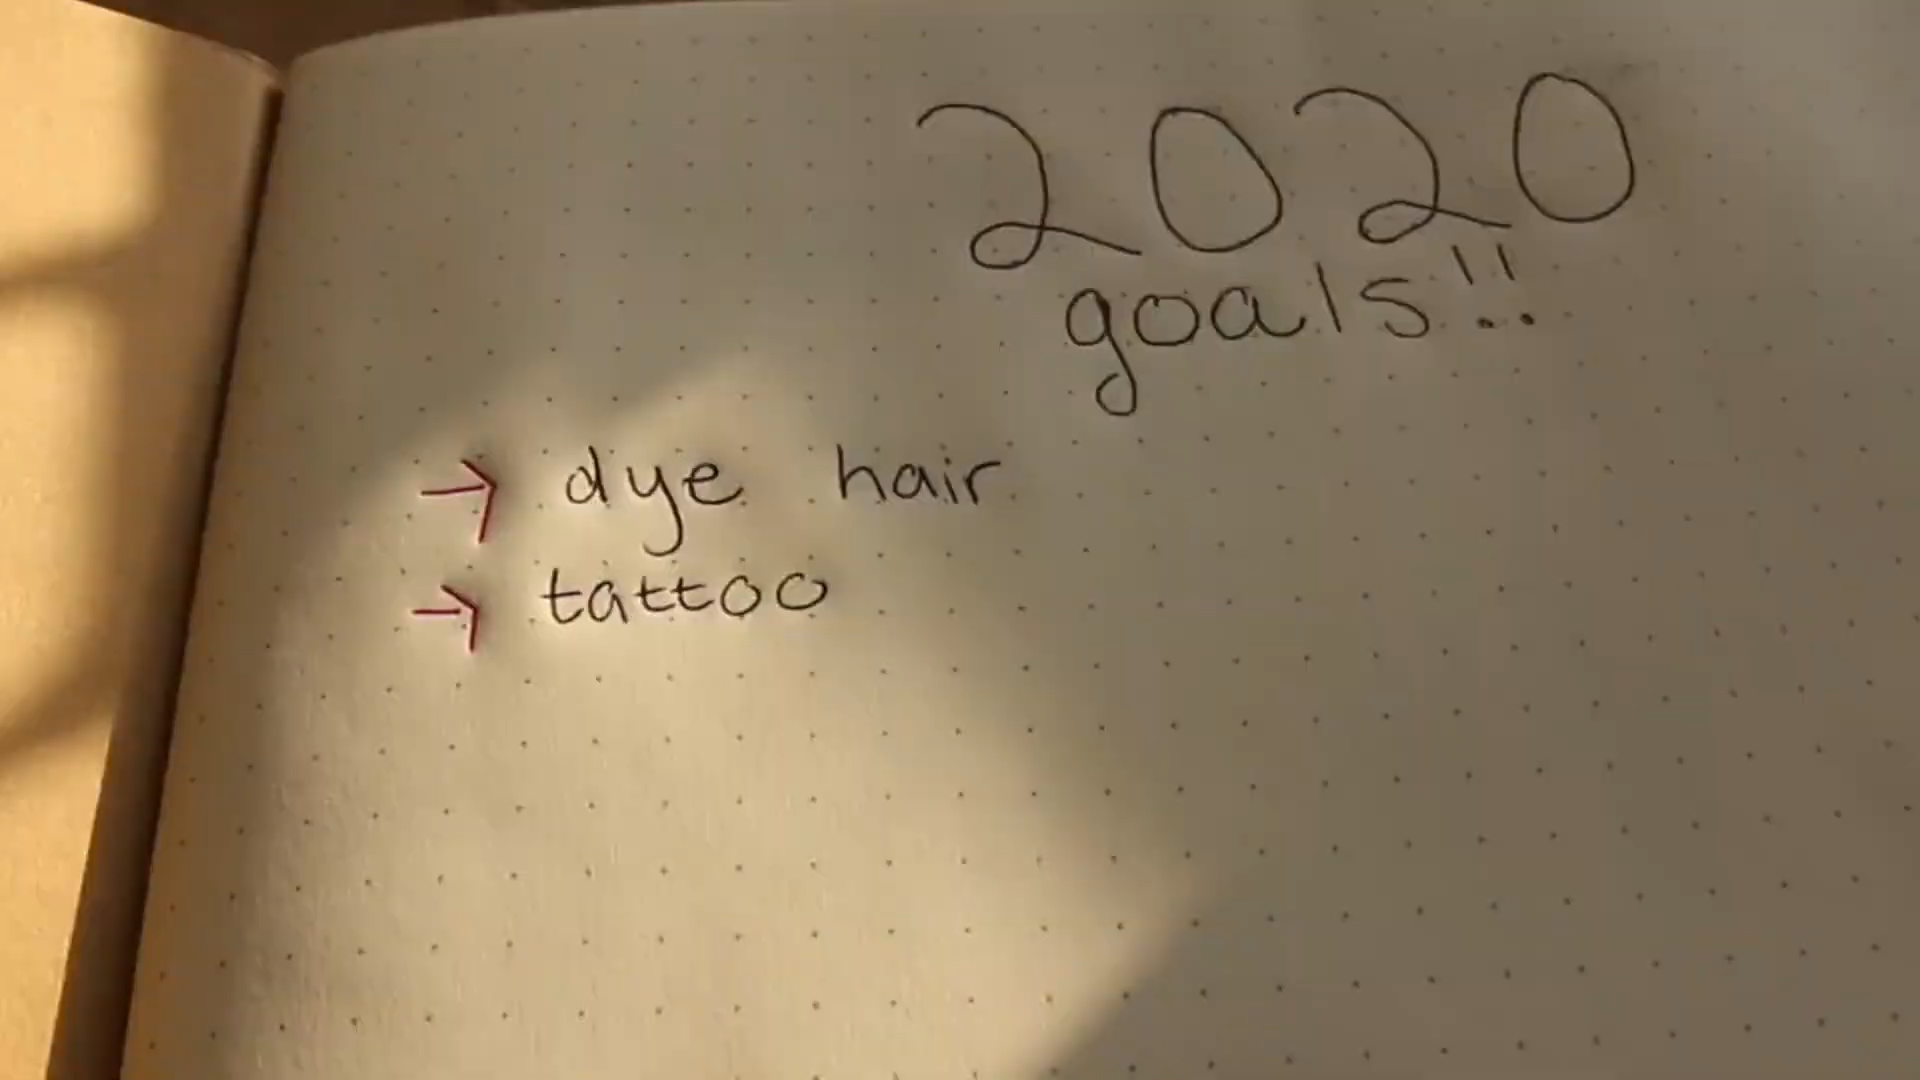 2020
goals!!
→ dye hair
→ tattoo